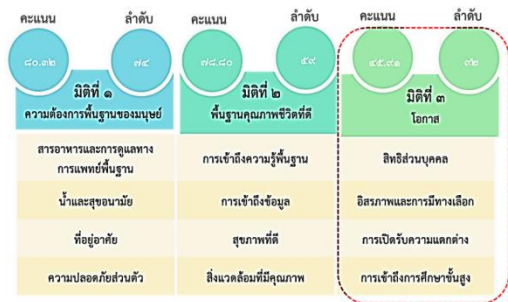 คะแนน ลำดับ คะแนน ลำดับ คะแนน ลำดับ
๘๐.๓๒ ๗๔ ๗๘.๘๐ ๕๙ ๔๕.๙๑ ๙๒
มิติที่ ๑
ความต้องการพื้นฐานของมนุษย์
สารอาหารและการดูแลทาง
การแพทย์พื้นฐาน
น้ำและสุขอนามัย
ที่อยู่อาศัย
ความปลอดภัยส่วนตัว
มิติที่ ๒
พื้นฐานคุณภาพชีวิตที่ดี
การเข้าถึงความรู้พื้นฐาน
การเข้าถึงข้อมูล
สุขภาพที่ดี
สิ่งแวดล้อมที่มีคุณภาพ
มิติที่ ๓
โอกาส
สิทธิส่วนบุคคล
อิสรภาพและการมีทางเลือก
การเปิดรับความแตกต่าง
การเข้าถึงการศึกษาขั้นสูง